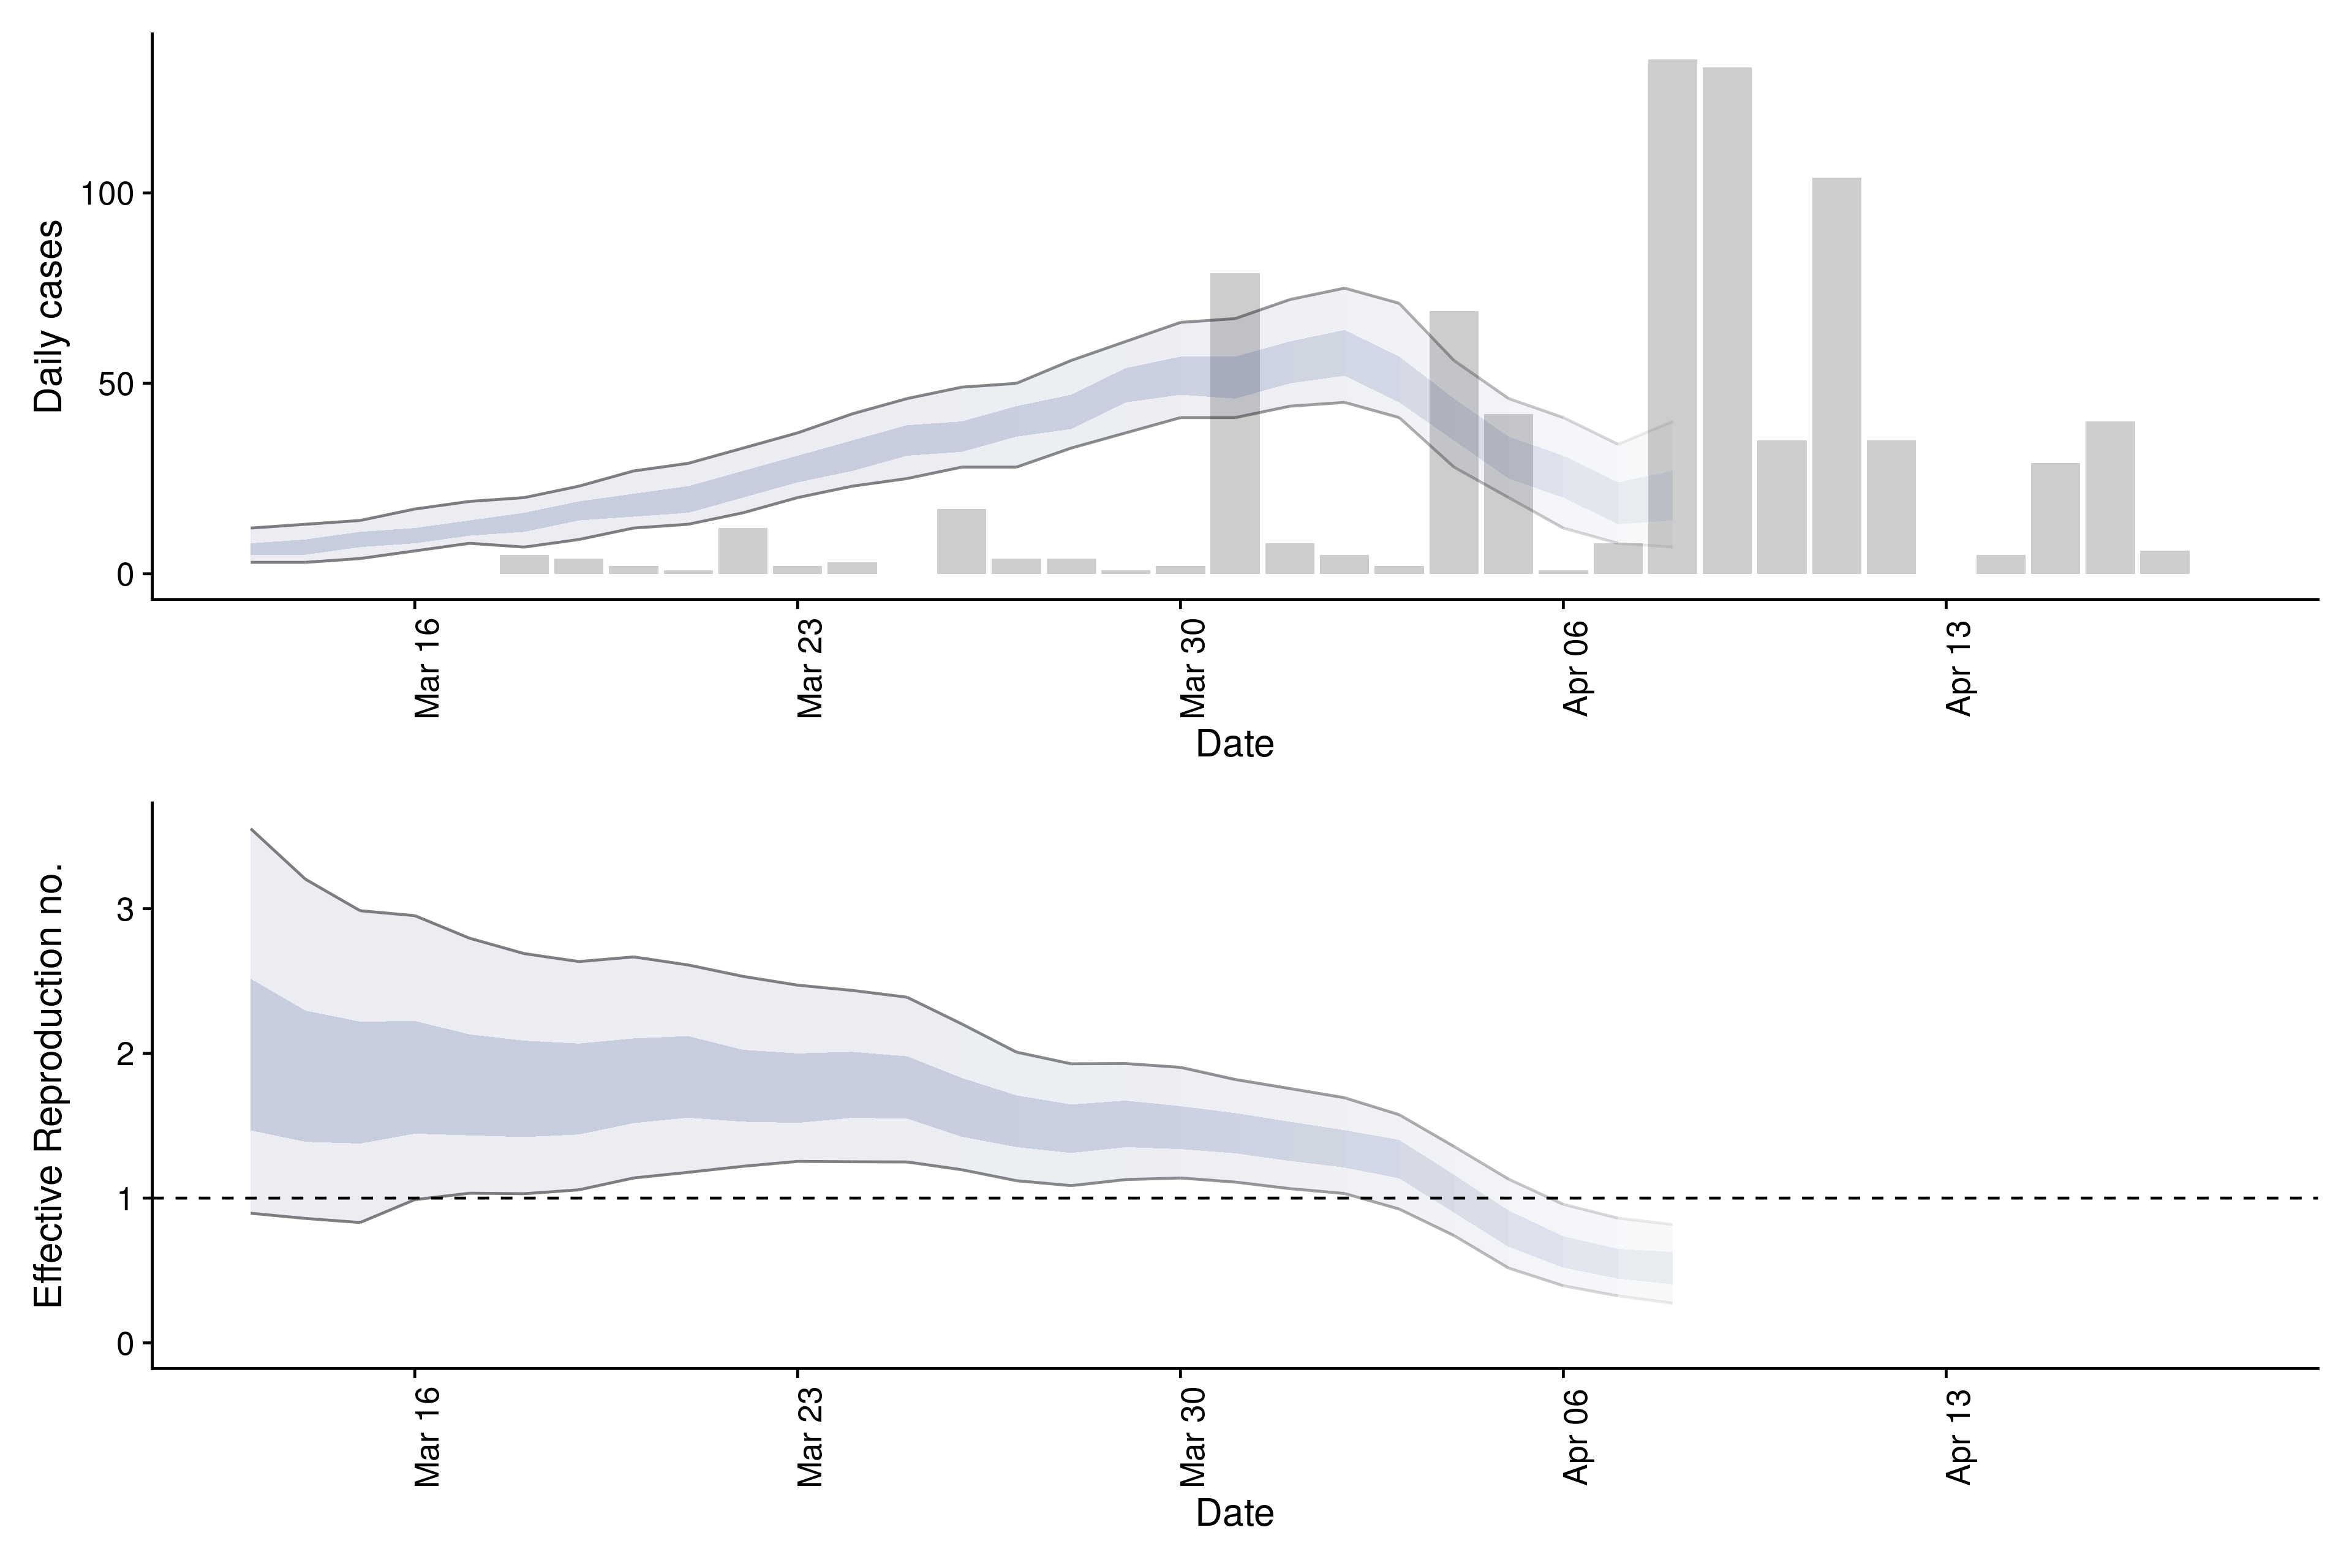 Daily cases
100
50
0
Mar 16
Mar 23
Mar 30
Apr 06
Apr 13
Date
Effective Reproduction no.
3
2
1
0
Mar 16
Mar 23
Mar 30
Apr 06
Apr 13
Date